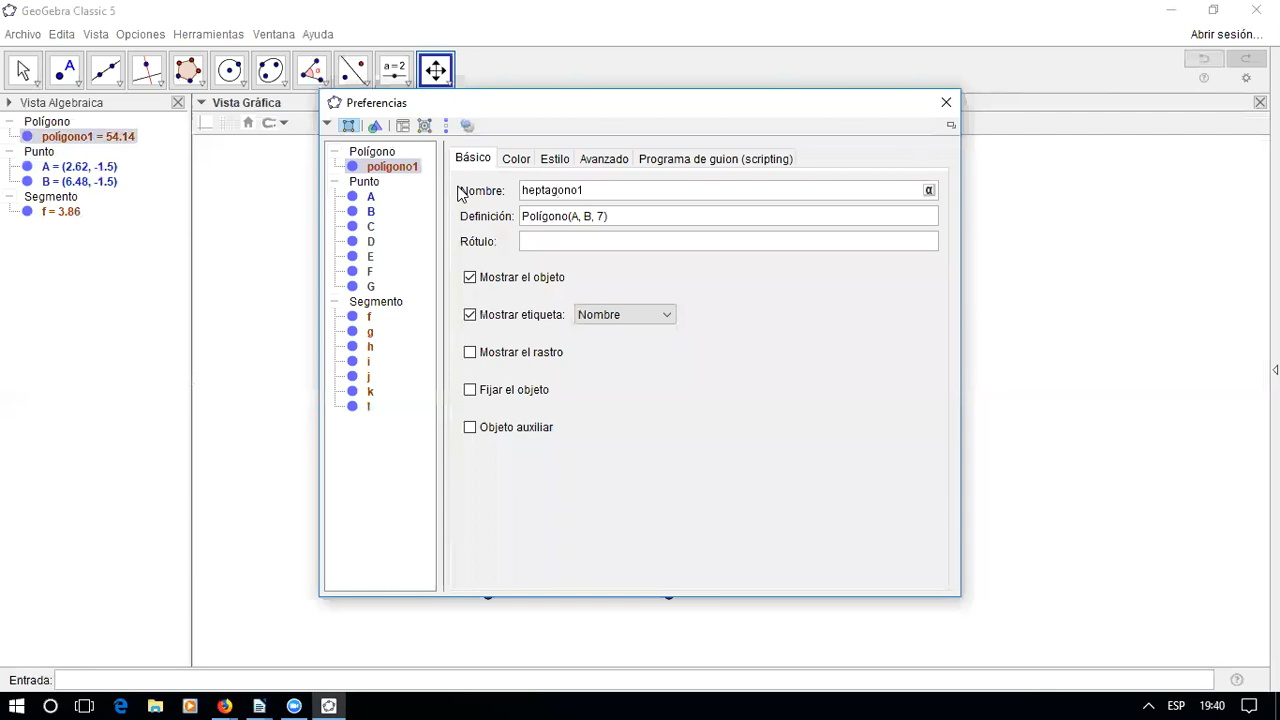 GeoGebra Classic 5
Archivo Edita Vista Opciones Herramientas Ventana Ayuda
Abrir sesión...
A
a=2
Vista Algebraica
Vista Gráfica
Polígono
polígono1 = 54.14
Punto
A = (2.62, -1.5)
B = (6.48, -1.5)
Segmento
f = 3.86
Preferencias
Polígono
polígono1
Punto
A
B
C
D
E
F
G
Segmento
f
g
h
i
j
k
l
Básico Color Estilo Avanzado Programa de guion (scripting)
Nombre: heptagono1 α
Definición: Polígono(A, B, 7)
Rótulo:
Mostrar el objeto
Mostrar etiqueta: Nombre
Mostrar el rastro
Fijar el objeto
Objeto auxiliar
Entrada:
ESP 19:40